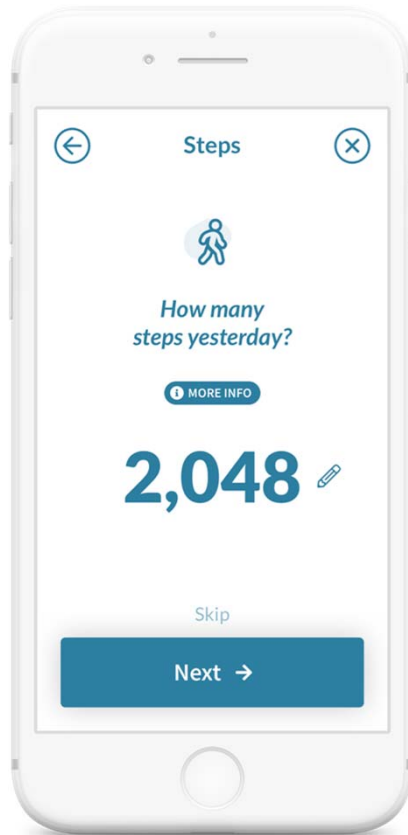 Steps
How many
steps yesterday?
MORE INFO
2,048
Skip
Next